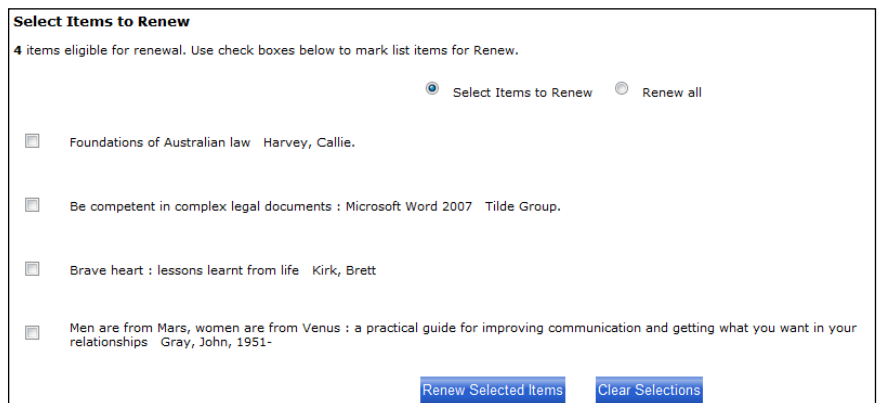 Select Items to Renew
4 items eligible for renewal. Use check boxes below to mark list items for Renew.
Select Items to Renew Renew all
Foundations of Australian law Harvey, Callie.
Be competent in complex legal documents : Microsoft Word 2007 Tilde Group.
Brave heart : lessons learnt from life Kirk, Brett
Men are from Mars, women are from Venus : a practical guide for improving communication and getting what you want in your
relationships Gray, John, 1951-
Renew Selected Items Clear Selections